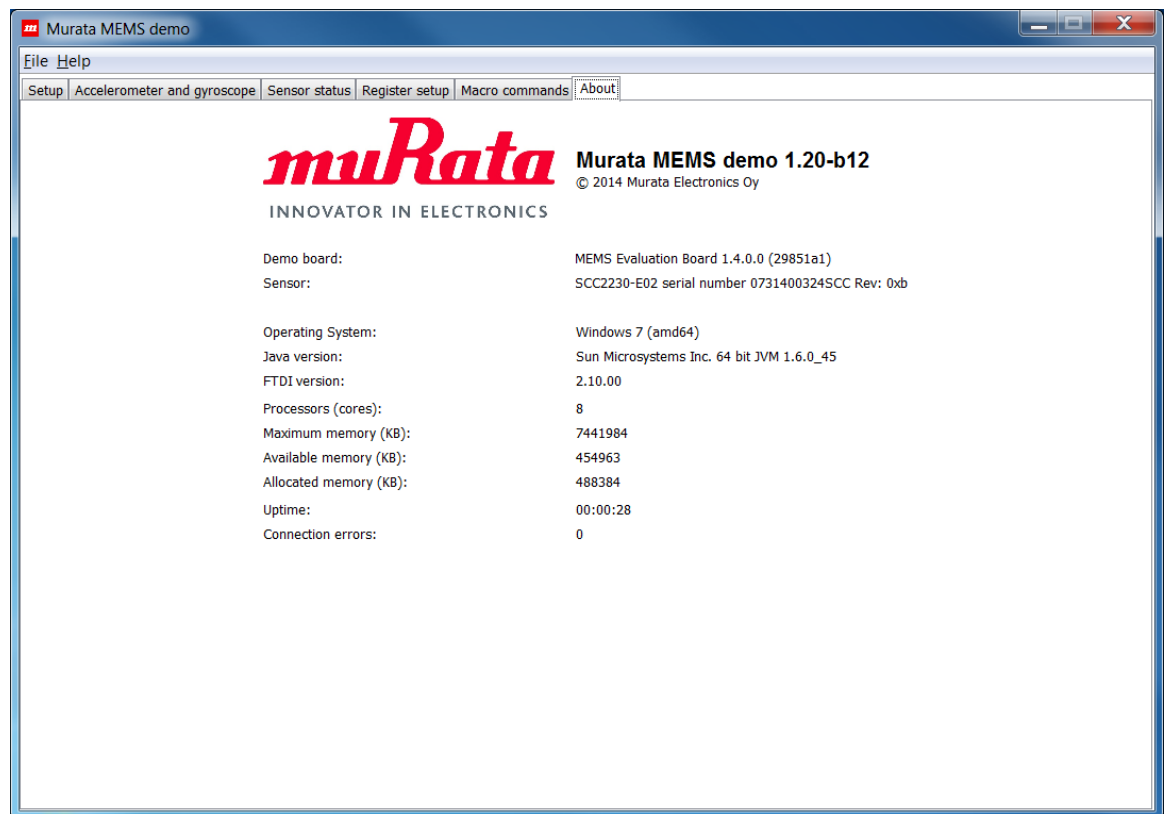 Murata MEMS demo
File Help
Setup Accelerometer and gyroscope Sensor status Register setup Macro commands About
muRata
INNOVATOR IN ELECTRONICS
Murata MEMS demo 1.20-b12
© 2014 Murata Electronics Oy
Demo board: MEMS Evaluation Board 1.4.0.0 (29851a1)
Sensor: SCC2230-E02 serial number 0731400324SCC Rev: 0xb
Operating System: Windows 7 (amd64)
Java version: Sun Microsystems Inc. 64 bit JVM 1.6.0_45
FTDI version: 2.10.00
Processors (cores): 8
Maximum memory (KB): 7441984
Available memory (KB): 454963
Allocated memory (KB): 488384
Uptime: 00:00:28
Connection errors: 0